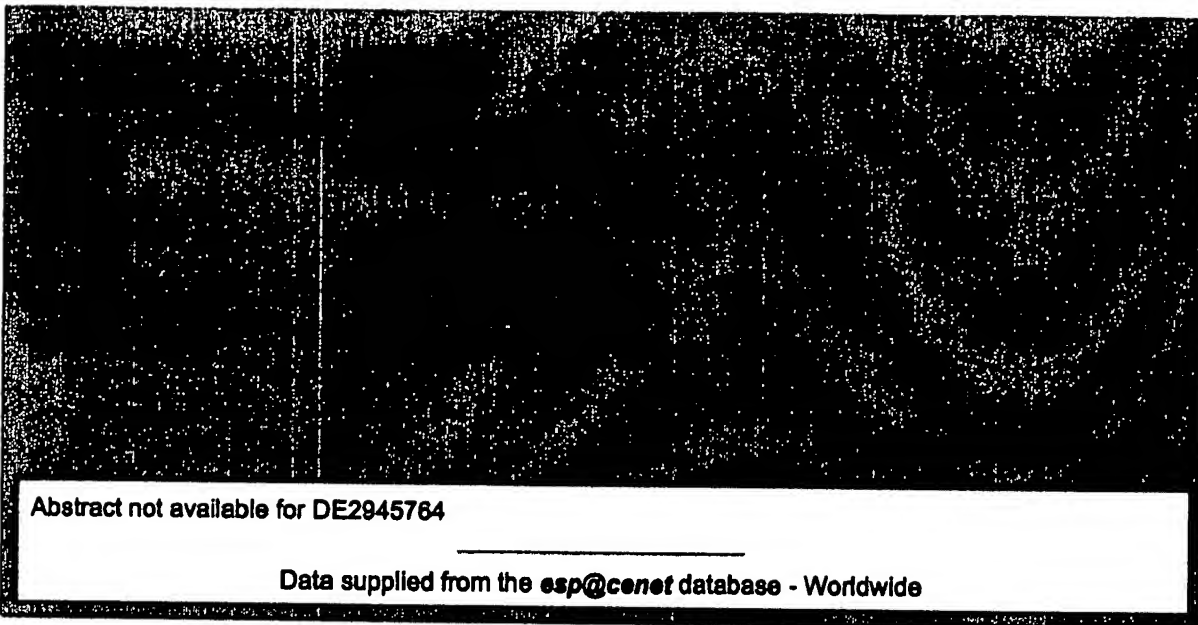 Abstract not available for DE2945764
Data supplied from the esp@cenet database - Worldwide